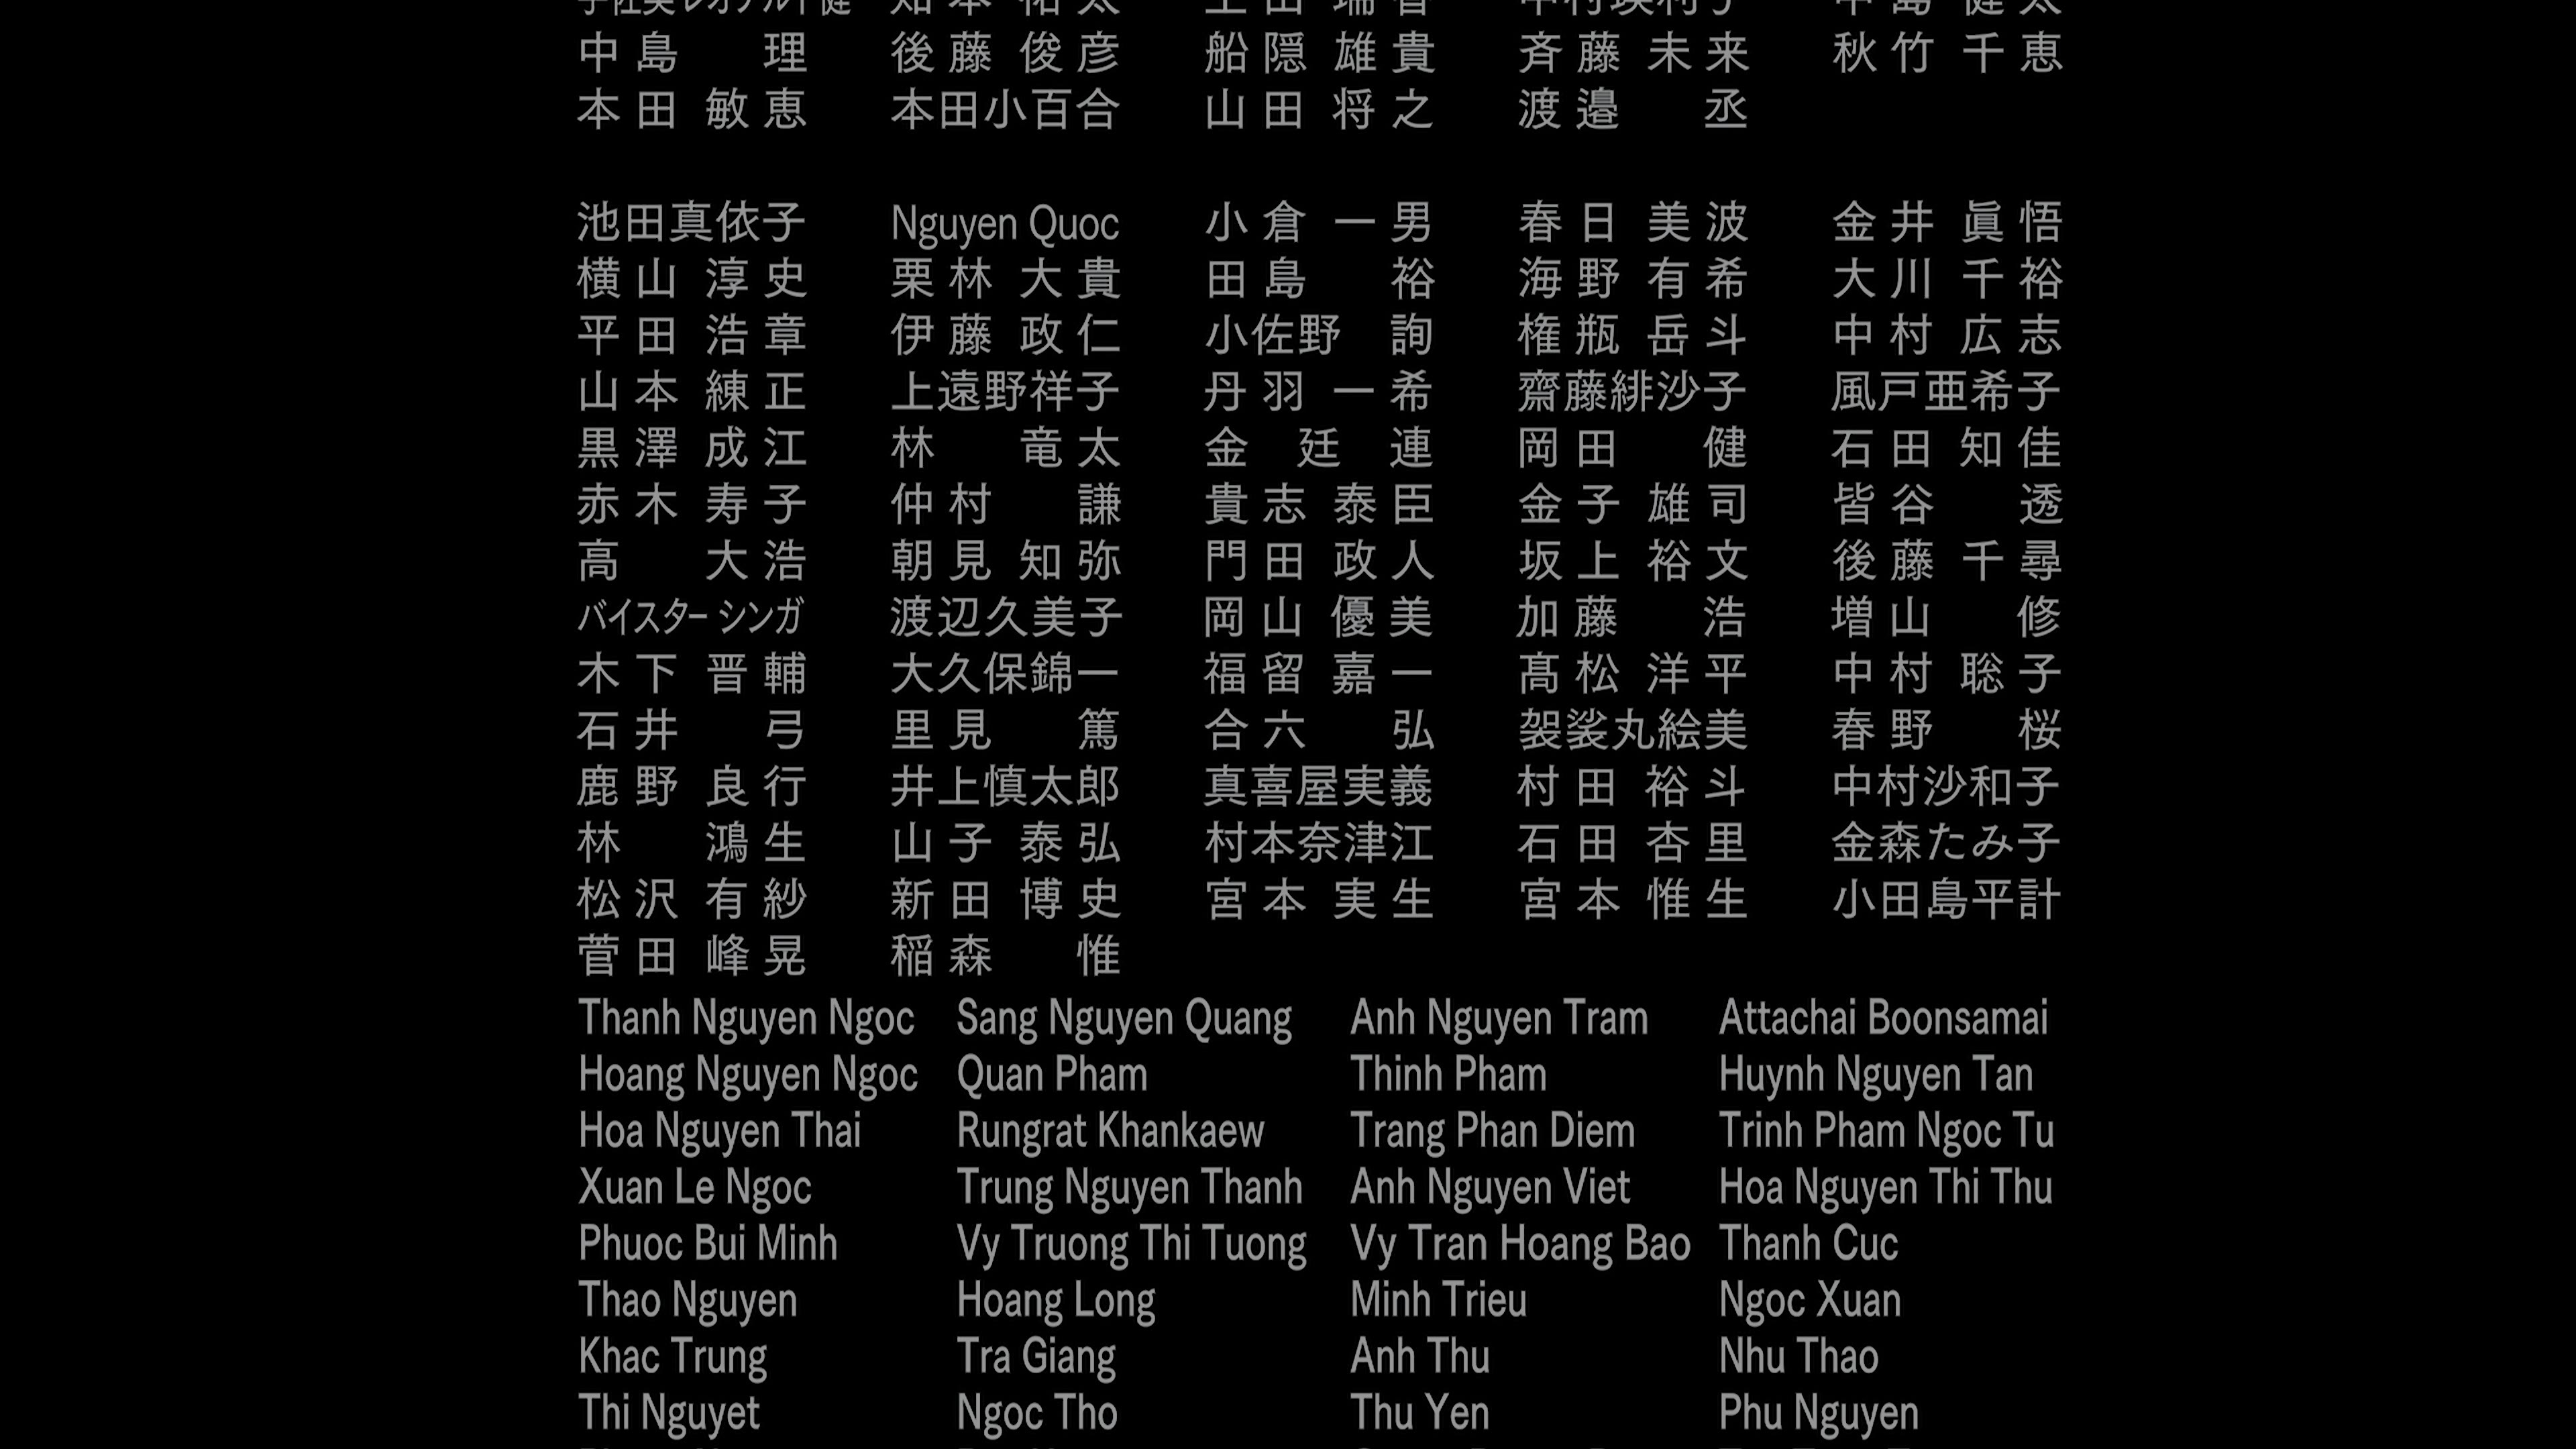 中島 理 後藤俊彦 船隠雄貴 斉藤未来 秋竹千恵
本田敏恵 本田小百合 山田将之 渡邉 丞
池田真依子 Nguyen Quoc 小倉一男 春日美波 金井眞悟
横山淳史 栗林大貴 田島 裕 海野有希 大川千裕
平田浩章 伊藤政仁 小佐野 詢 権瓶岳斗 中村広志
山本練正 上遠野祥子 丹羽一希 齋藤緋沙子 風戸亜希子
黒澤成江 林 竜太 金廷連 岡田 健 石田知佳
赤木寿子 仲村 謙 貴志泰臣 金子雄司 皆谷 透
高 大浩 朝見知弥 門田政人 坂上裕文 後藤千尋
バイスター シンガ 渡辺久美子 岡山優美 加藤 浩 増山 修
木下晋輔 大久保錦一 福留嘉一 髙松洋平 中村聡子
石井 弓 里見 篤 合六 弘 袈裟丸絵美 春野 桜
鹿野良行 井上慎太郎 真喜屋実義 村田裕斗 中村沙和子
林 鴻生 山子泰弘 村本奈津江 石田杏里 金森たみ子
松沢有紗 新田博史 宮本実生 宮本惟生 小田島平計
菅田峰晃 稲森 惟
Thanh Nguyen Ngoc Sang Nguyen Quang Anh Nguyen Tram Attachai Boonsamai
Hoang Nguyen Ngoc Quan Pham Thinh Pham Huynh Nguyen Tan
Hoa Nguyen Thai Rungrat Khankaew Trang Phan Diem Trinh Pham Ngoc Tu
Xuan Le Ngoc Trung Nguyen Thanh Anh Nguyen Viet Hoa Nguyen Thi Thu
Phuoc Bui Minh Vy Truong Thi Tuong Vy Tran Hoang Bao Thanh Cuc
Thao Nguyen Hoang Long Minh Trieu Ngoc Xuan
Khac Trung Tra Giang Anh Thu Nhu Thao
Thi Nguyet Ngoc Tho Thu Yen Phu Nguyen